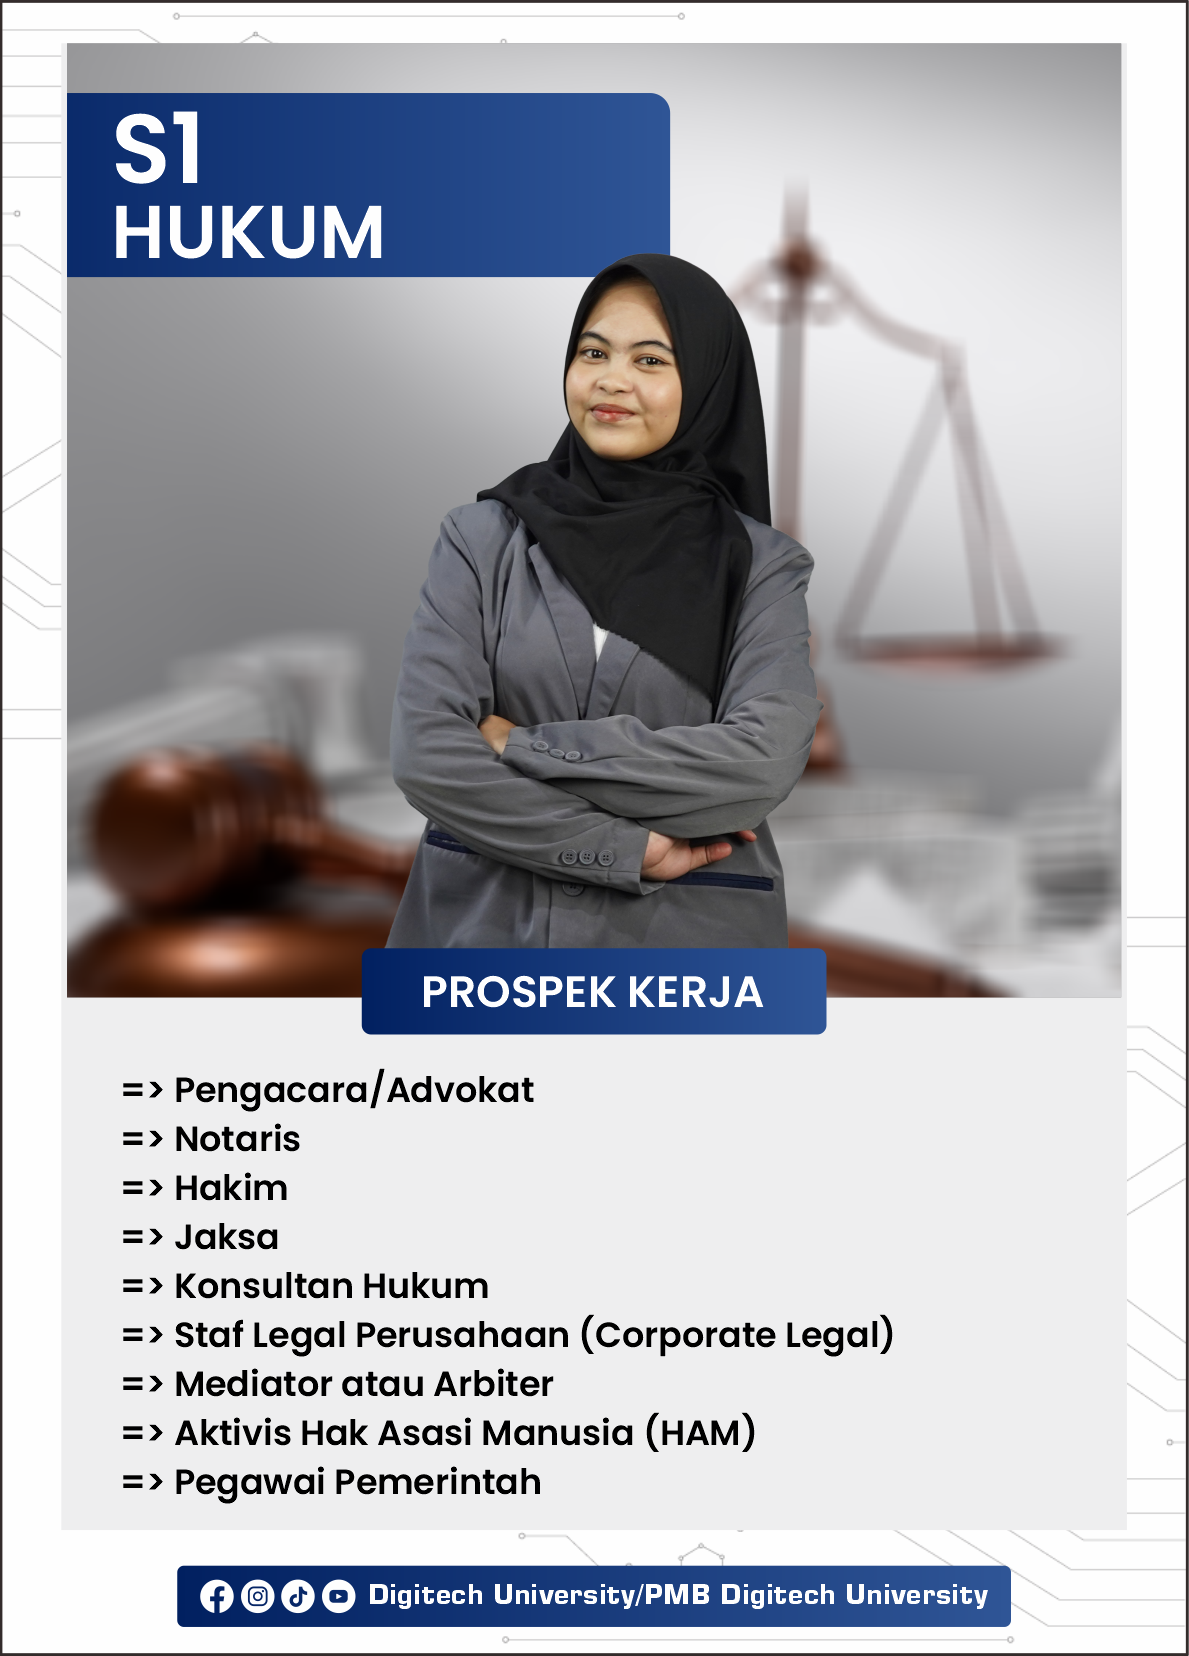 S1
HUKUM
PROSPEK KERJA
=> Pengacara/Advokat
=> Notaris
=> Hakim
=> Jaksa
=> Konsultan Hukum
=> Staf Legal Perusahaan (Corporate Legal)
=> Mediator atau Arbiter
=> Aktivis Hak Asasi Manusia (HAM)
=> Pegawai Pemerintah
Digitech University/PMB Digitech University